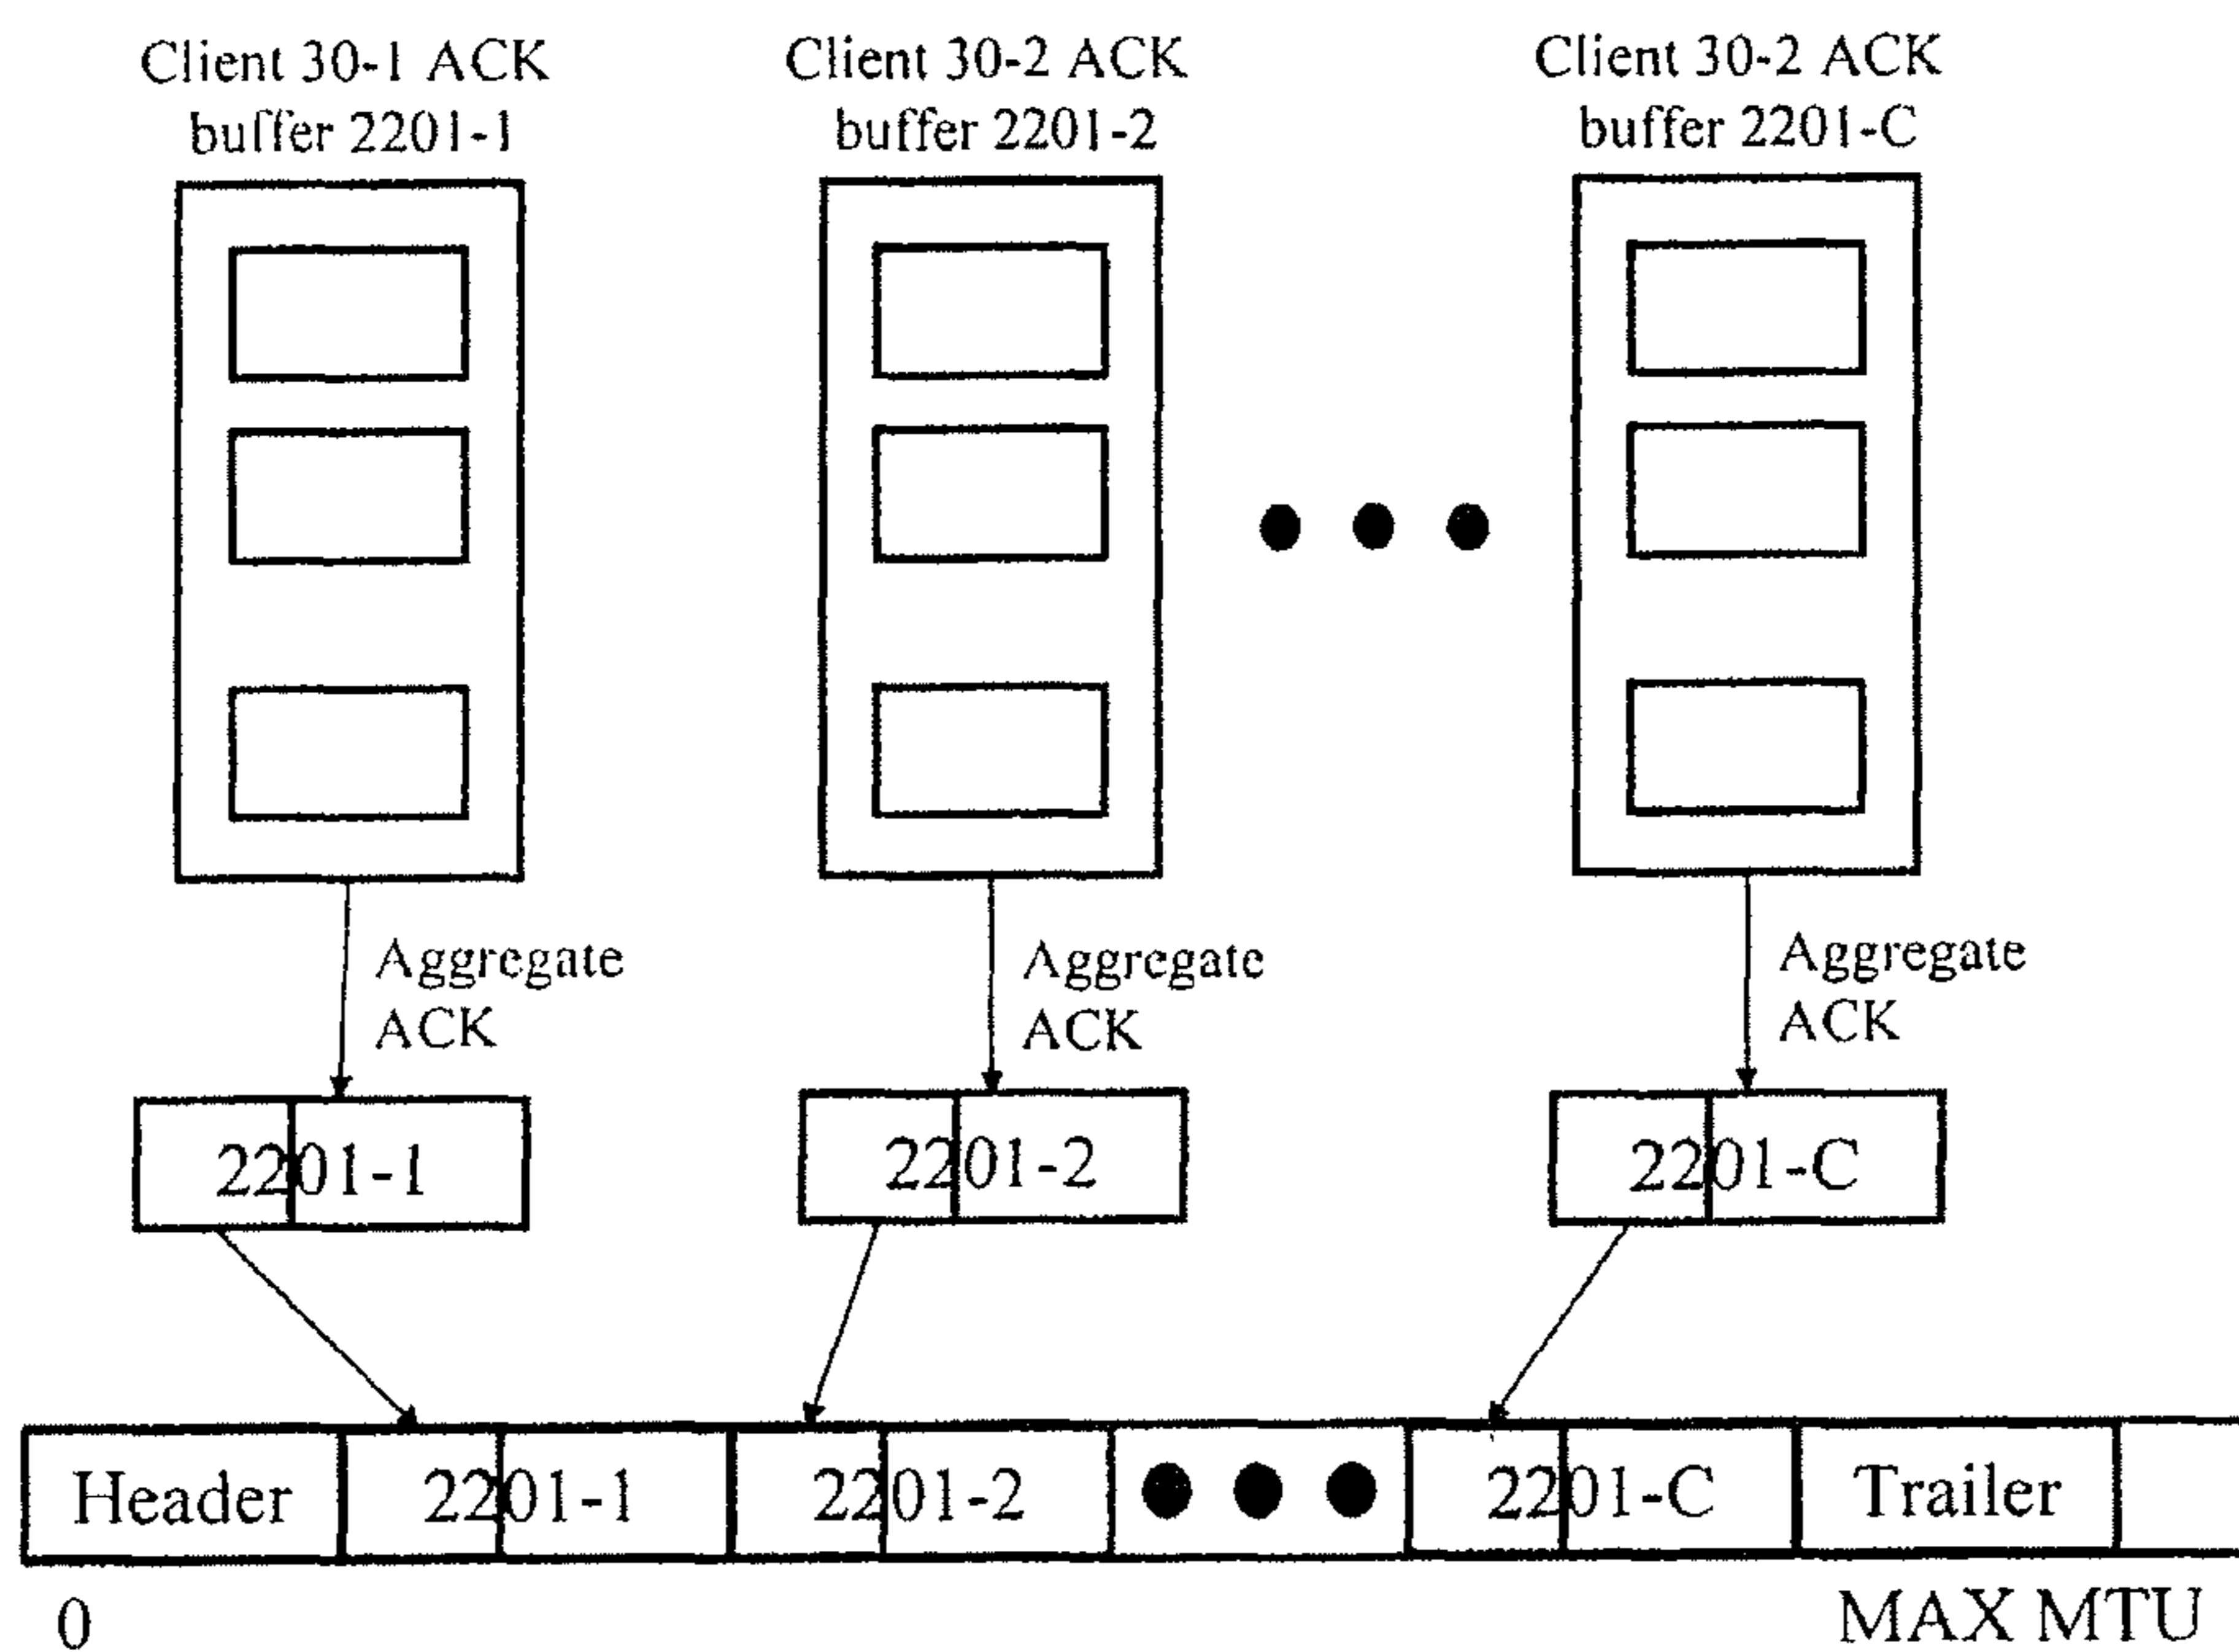 Client 30-1 ACK
buffer 2201-1
Client 30-2 ACK
buffer 2201-2
Client 30-2 ACK
buffer 2201-C
Aggregate
ACK
Aggregate
ACK
Aggregate
ACK
2201-1
2201-2
2201-C
Header
2201-1
2201-2
2201-C
Trailer
0
MAX MTU